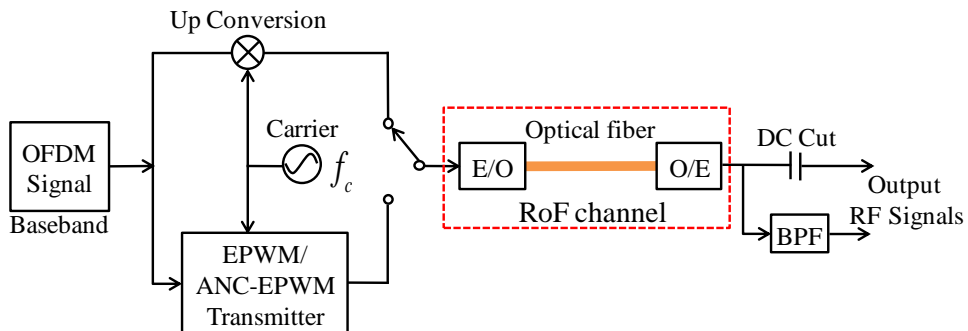 Up Conversion
OFDM
Signal
Baseband
Carrier
f_c
EPWM/
ANC-EPWM
Transmitter
Optical fiber
E/O
O/E
RoF channel
DC Cut
BPF
Output
RF Signals